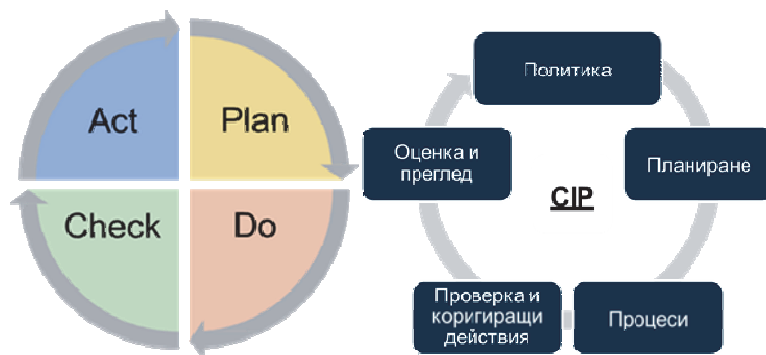 Act
Plan
Check
Do
Политика
Оценка и
преглед
Планиране
CIP
Проверка и
коригиращи
действия
Процеси